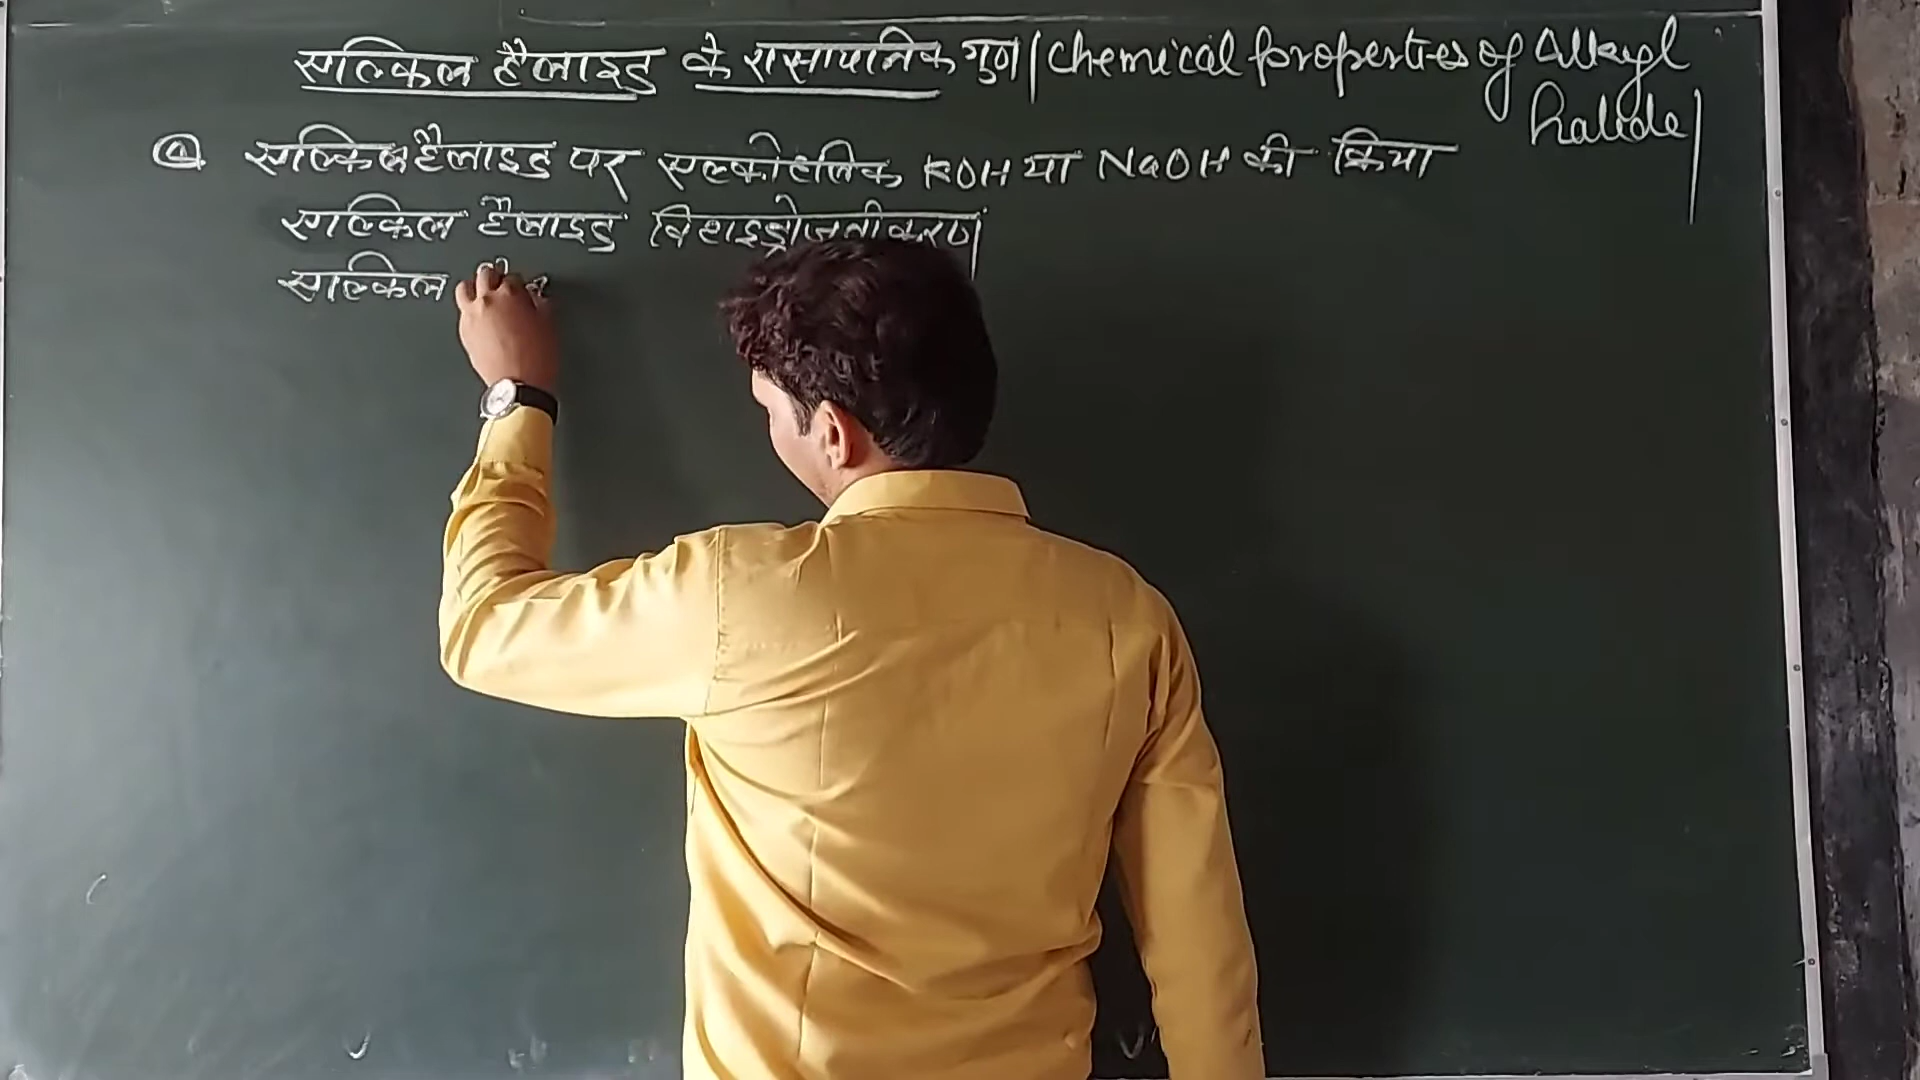 एल्किल हैलाइड के रासायनिक गुण | Chemical properties of Alkyl
halide |
Q. एल्किल हैलाइड पर एल्कोहलिक KOH या NaOH की क्रिया
एल्किल हैलाइड विहाइड्रोजनीकरण
एल्किल